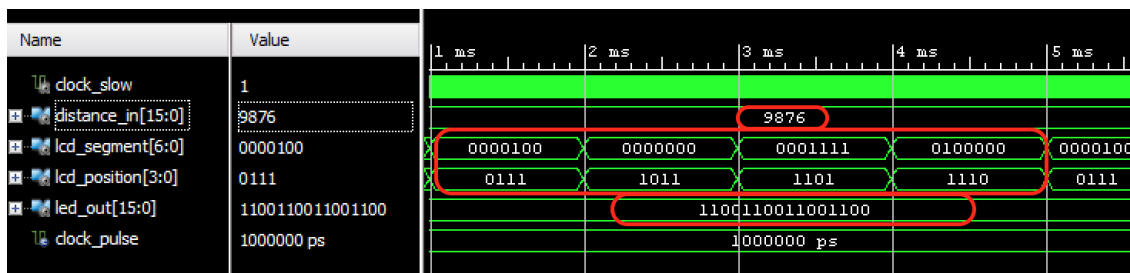 Name Value 1 ms 2 ms 3 ms 4 ms 5 ms
clock_slow 1
distance_in[15:0] 9876 9876
lcd_segment[6:0] 0000100 0000100 0000000 0001111 0100000 0000100
lcd_position[3:0] 0111 0111 1011 1101 1110 0111
led_out[15:0] 1100110011001100 1100110011001100
clock_pulse 1000000 ps 1000000 ps